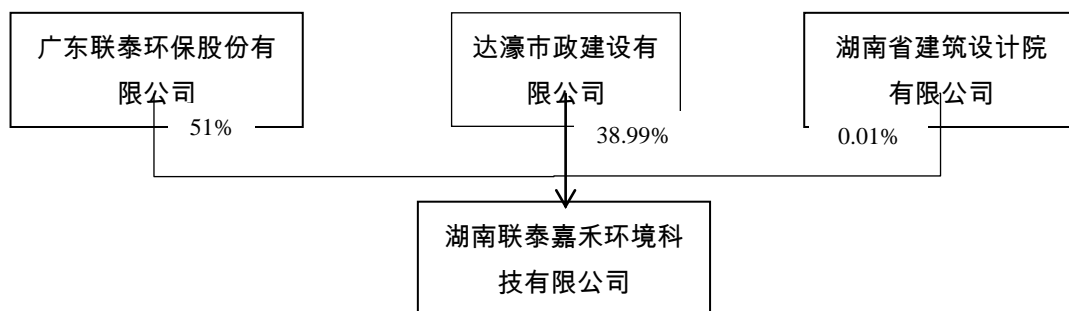 广东联泰环保股份有
限公司
达濠市政建设有
限公司
湖南省建筑设计院
有限公司
51%
38.99%
0.01%
湖南联泰嘉禾环境科
技有限公司